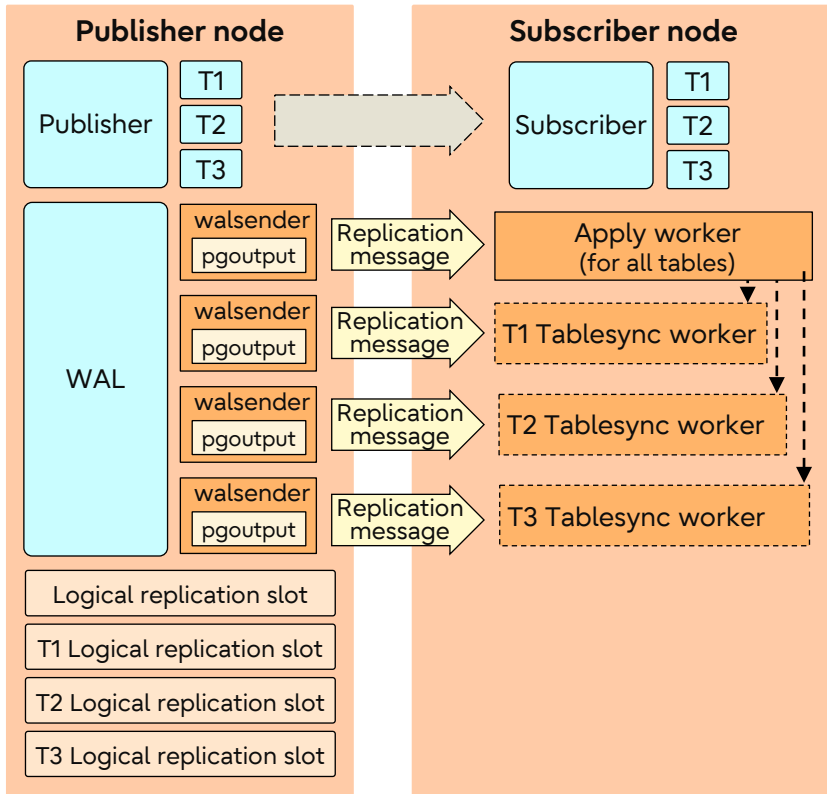 Publisher node
Publisher
T1
T2
T3
WAL
walsender
pgoutput
walsender
pgoutput
walsender
pgoutput
walsender
pgoutput
Logical replication slot
T1 Logical replication slot
T2 Logical replication slot
T3 Logical replication slot
Replication
message
Replication
message
Replication
message
Replication
message
Subscriber node
Subscriber
T1
T2
T3
Apply worker
(for all tables)
T1 Tablesync worker
T2 Tablesync worker
T3 Tablesync worker